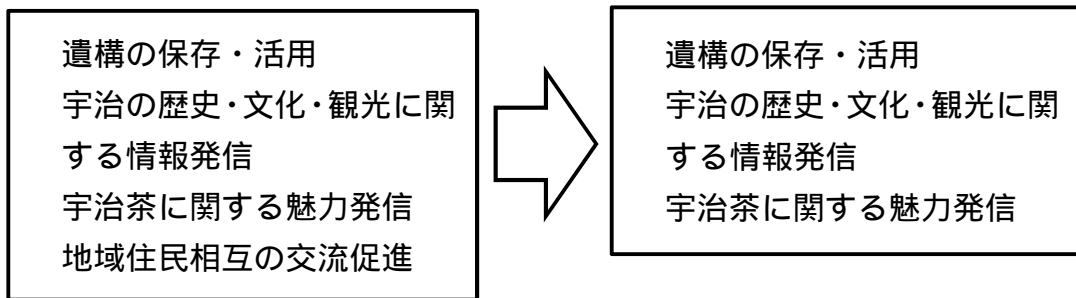 遺構の保存・活用
宇治の歴史・文化・観光に関
する情報発信
宇治茶に関する魅力発信
地域住民相互の交流促進
遺構の保存・活用
宇治の歴史・文化・観光に関
する情報発信
宇治茶に関する魅力発信